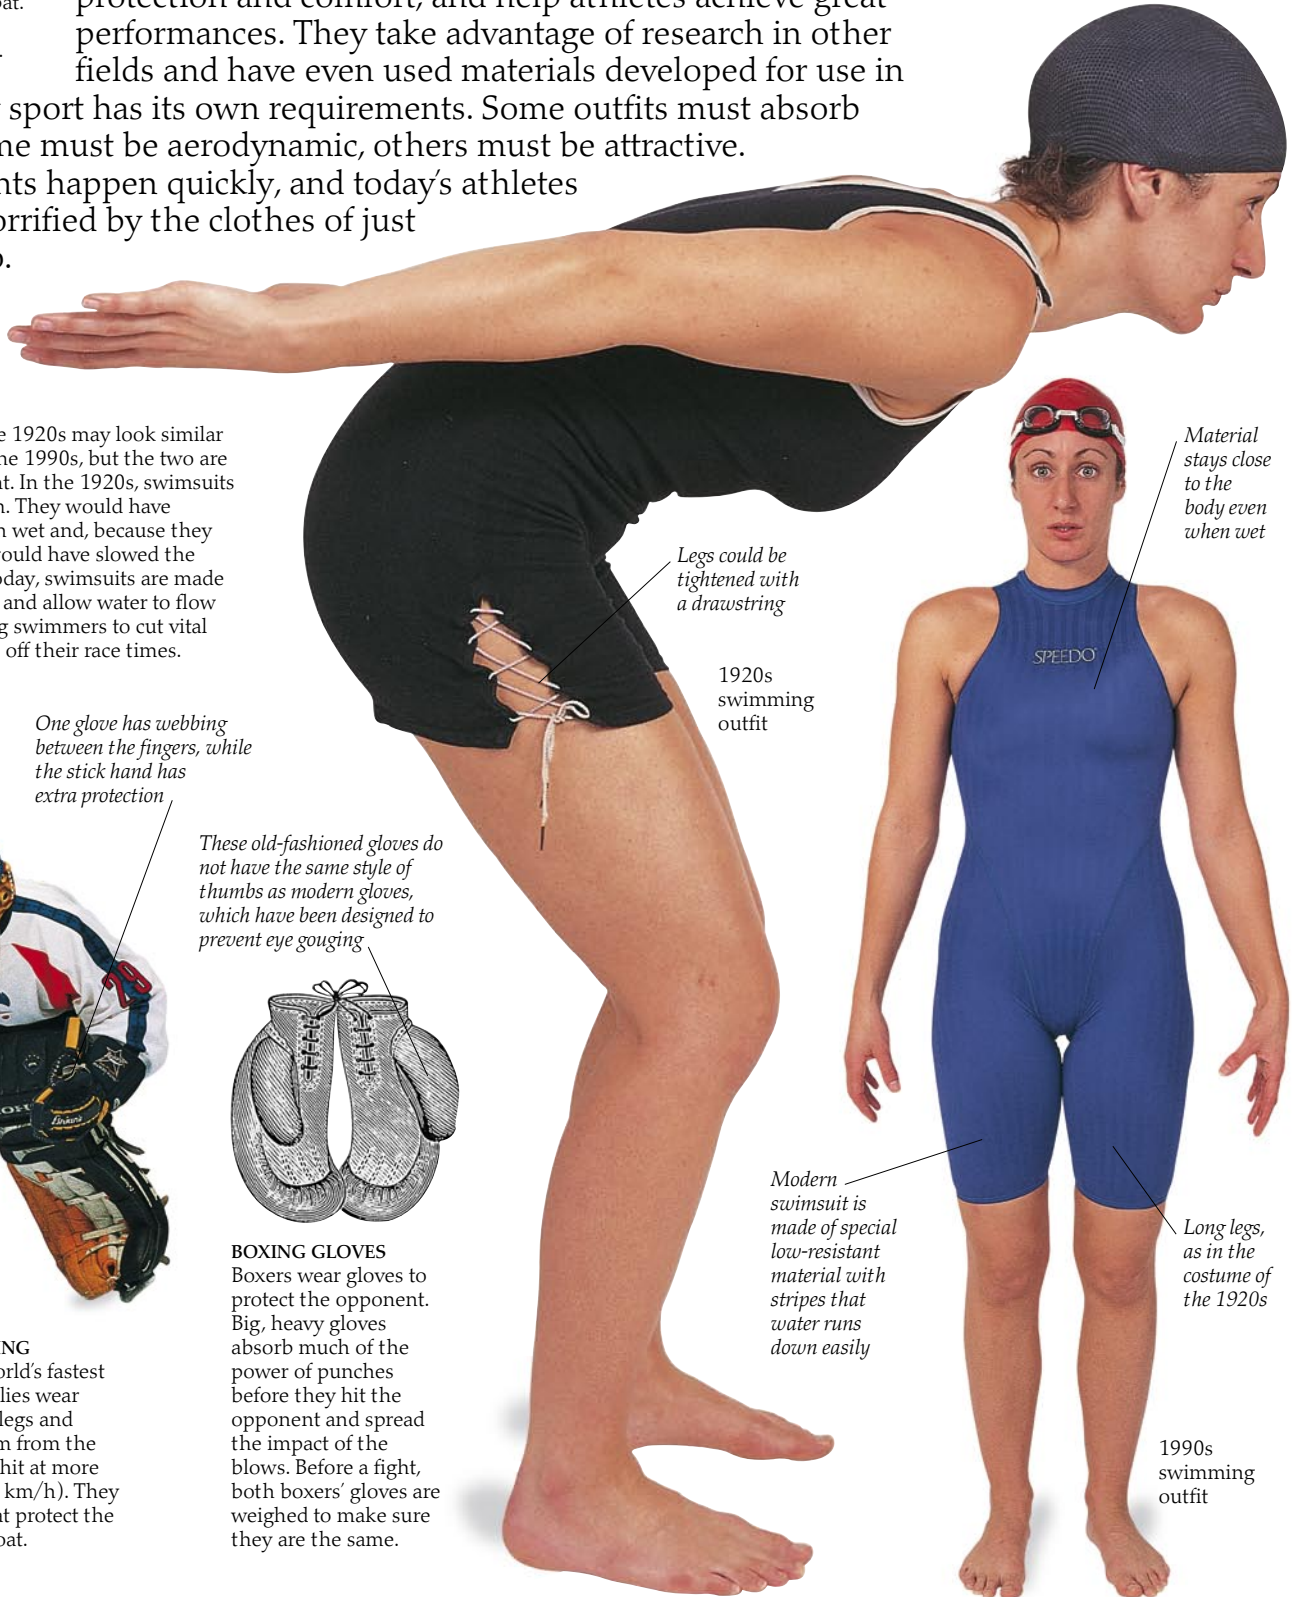 oat.
protection and comfort, and help athletes achieve great
performances. They take advantage of research in other
fields and have even used materials developed for use in
sport has its own requirements. Some outfits must absorb
me must be aerodynamic, others must be attractive.
nts happen quickly, and today's athletes
orrified by the clothes of just
o.
e 1920s may look similar
he 1990s, but the two are
nt. In the 1920s, swimsuits
n. They would have
n wet and, because they
would have slowed the
oday, swimsuits are made
and allow water to flow
g swimmers to cut vital
off their race times.
Material
stays close
to the
body even
when wet
Legs could be
tightened with
a drawstring
1920s
swimming
outfit
SPEEDO
One glove has webbing
between the fingers, while
the stick hand has
extra protection
These old-fashioned gloves do
not have the same style of
thumbs as modern gloves,
which have been designed to
prevent eye gouging
29
BOXING GLOVES
Boxers wear gloves to
protect the opponent.
Big, heavy gloves
absorb much of the
power of punches
before they hit the
opponent and spread
the impact of the
blows. Before a fight,
both boxers' gloves are
weighed to make sure
they are the same.
ING
orld's fastest
lies wear
legs and
m from the
hit at more
km/h). They
at protect the
oat.
Modern
swimsuit is
made of special
low-resistant
material with
stripes that
water runs
down easily
Long legs,
as in the
costume of
the 1920s
1990s
swimming
outfit